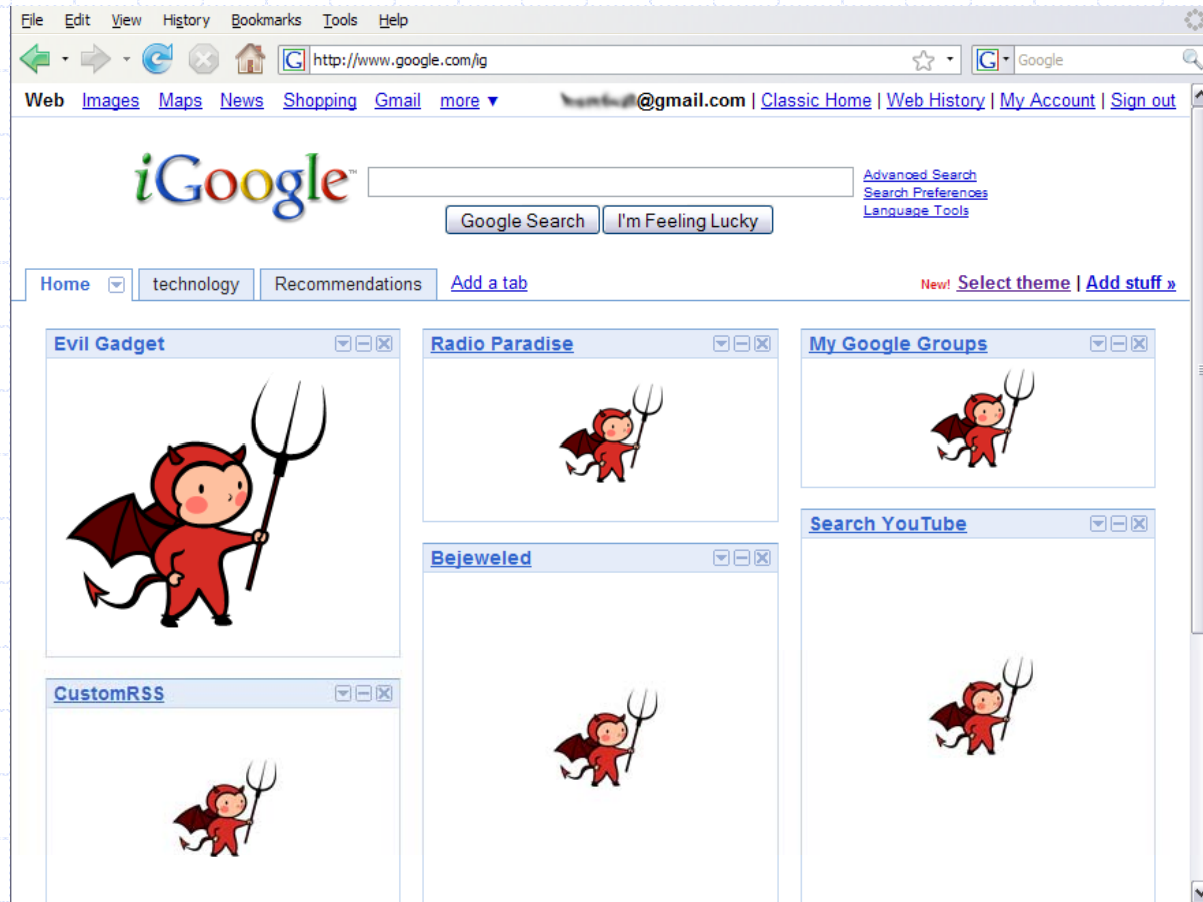 File Edit View History Bookmarks Tools Help
http://www.google.com/ig
Google
Web Images Maps News Shopping Gmail more ▼ @gmail.com | Classic Home | Web History | My Account | Sign out
iGoogle™
Advanced Search
Search Preferences
Language Tools
Google Search I'm Feeling Lucky
Home technology Recommendations Add a tab New! Select theme | Add stuff »
Evil Gadget
Radio Paradise
My Google Groups
Search YouTube
Bejeweled
CustomRSS